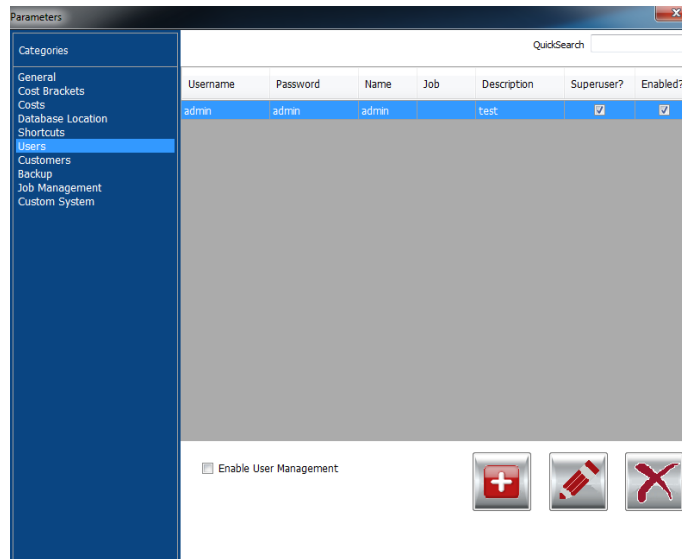 Parameters
Categories
QuickSearch
General
Cost Brackets
Costs
Database Location
Shortcuts
Users
Customers
Backup
Job Management
Custom System
Username Password Name Job Description Superuser? Enabled?
admin admin admin test
Enable User Management